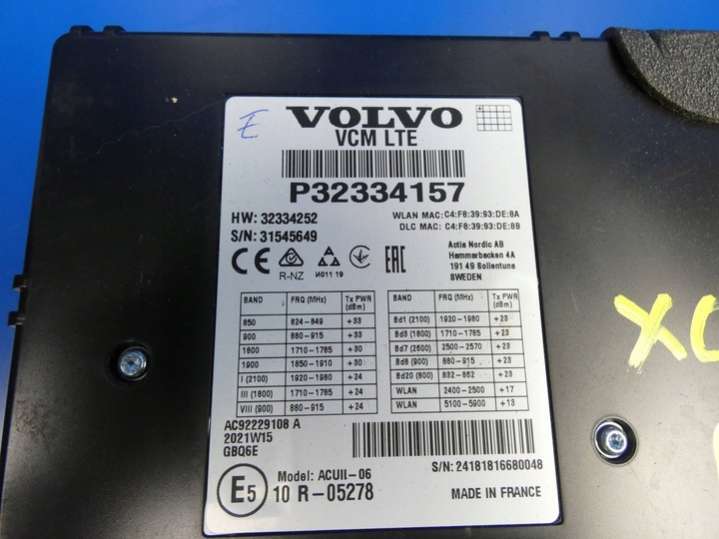 E
VOLVO
VCM LTE
P32334157
HW: 32334252
WLAN MAC: C4:F8:39:93:DE:8A
S/N: 31545649
DLC MAC: C4:F8:39:93:DE:89
CE R-NZ И011 19 EAC
Actia Nordic AB
Hammarbacken 4A
191 49 Sollentuna
SWEDEN
BAND FRQ (MHz) Tx PWR (dBm)
850 824-849 +33
900 880-915 +33
1800 1710-1785 +30
1900 1850-1910 +30
I (2100) 1920-1980 +24
III (1800) 1710-1785 +24
VIII (900) 880-915 +24
BAND FRQ (MHz) Tx PWR (dBm)
Bd1 (2100) 1920-1980 +23
Bd3 (1800) 1710-1785 +23
Bd7 (2600) 2500-2570 +23
Bd8 (900) 880-915 +23
Bd20 (800) 832-862 +23
WLAN 2400-2500 +17
WLAN 5100-5900 +13
AC92229108 A
2021W15
GBQ6E
S/N: 24181816680048
Model: ACUII-06
E5 10 R-05278
MADE IN FRANCE
XC